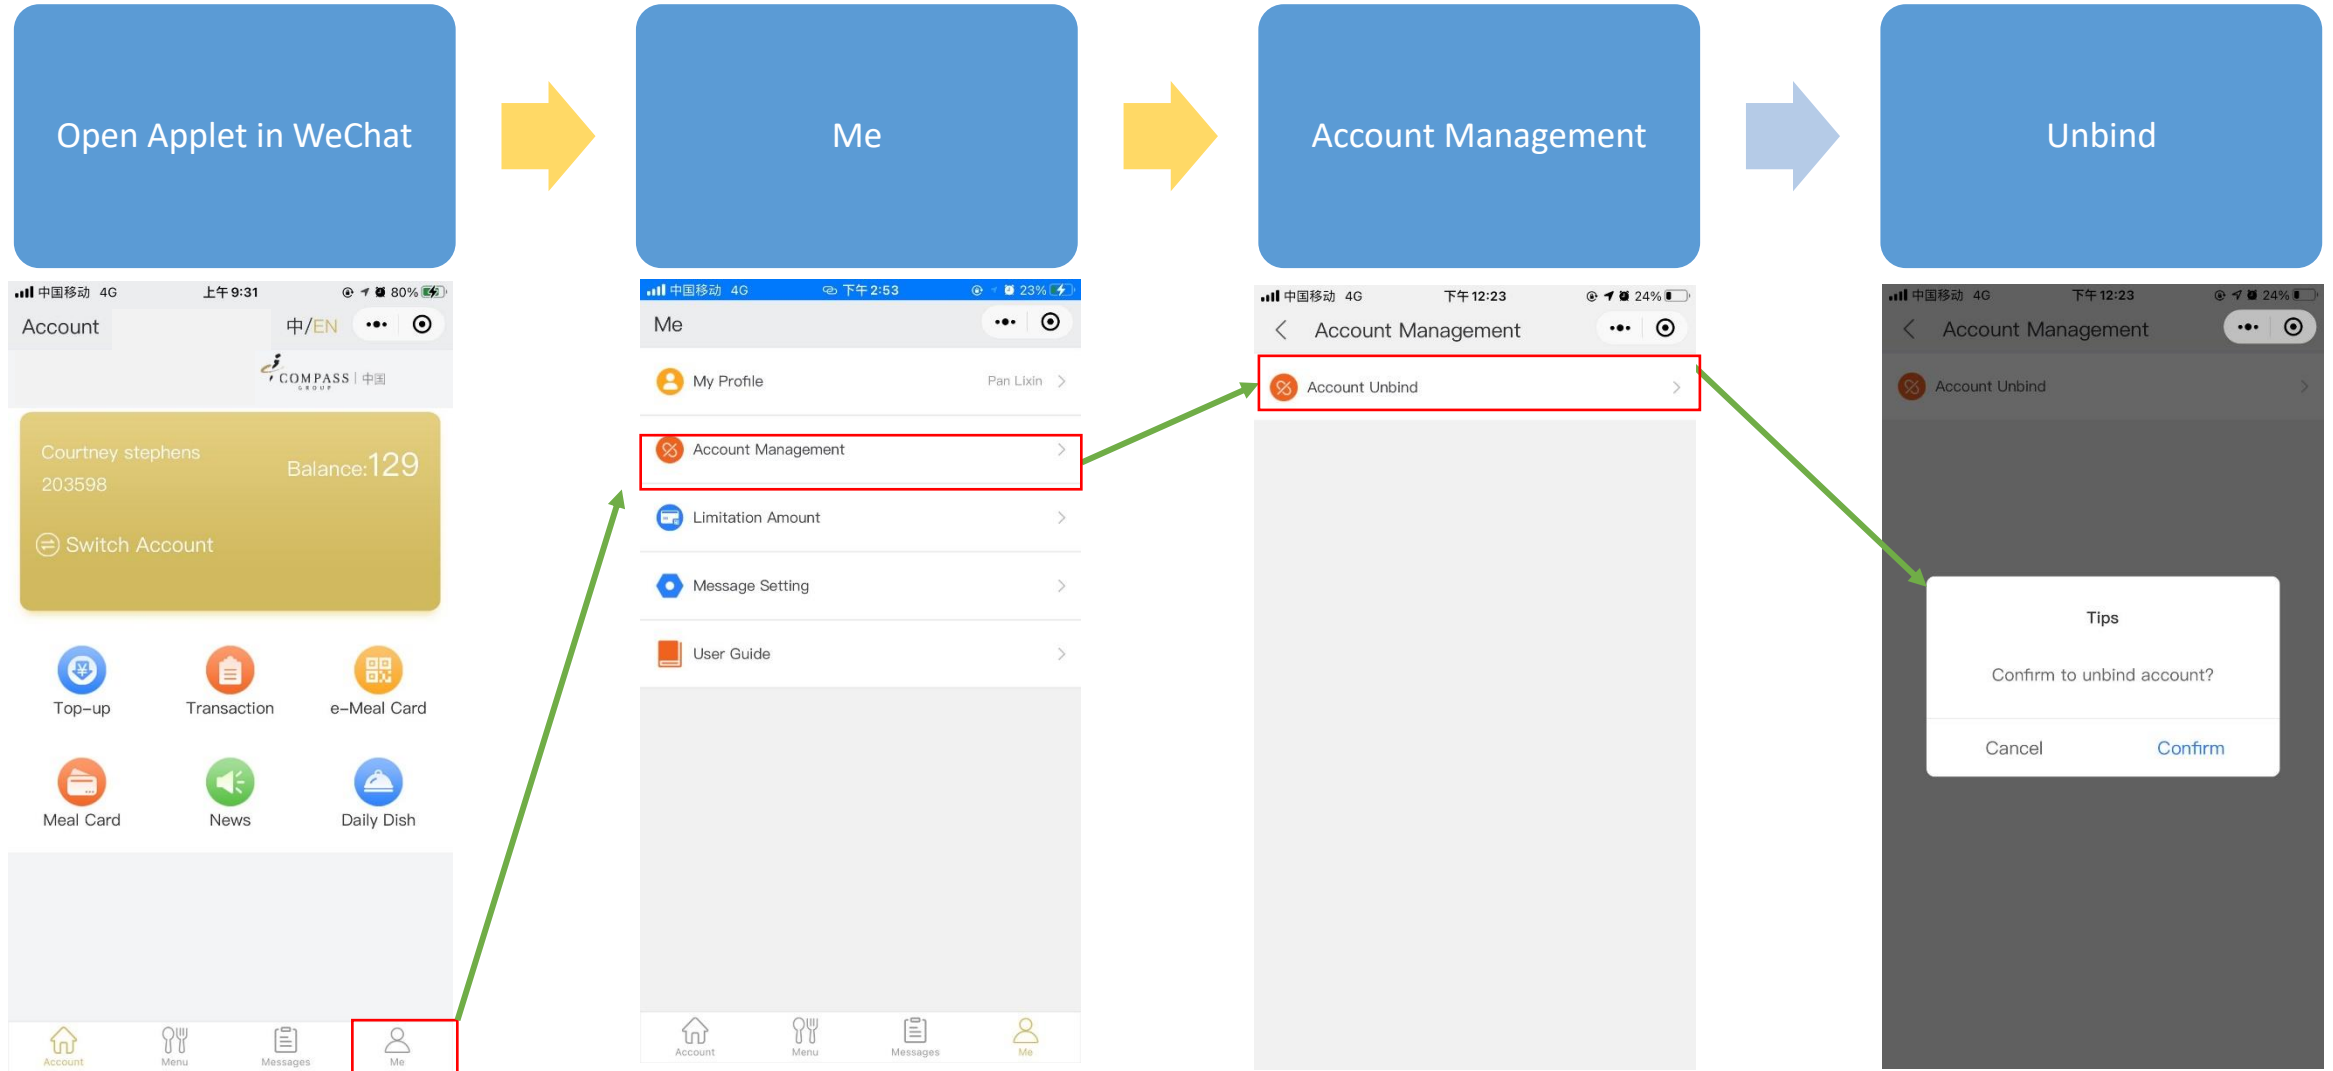 Open Applet in WeChat
Me
Account Management
Unbind
中国移动 4G 上午 9:31 80%
Account 中/EN
COMPASS 中国
GROUP
Courtney stephens
203598
Balance:129
Switch Account
Top-up Transaction e-Meal Card
Meal Card News Daily Dish
Account Menu Messages Me
中国移动 4G 下午 2:53 23%
Me
My Profile Pan Lixin
Account Management
Limitation Amount
Message Setting
User Guide
Account Menu Messages Me
中国移动 4G 下午 12:23 24%
Account Management
Account Unbind
中国移动 4G 下午 12:23 24%
Account Management
Account Unbind
Tips
Confirm to unbind account?
Cancel Confirm